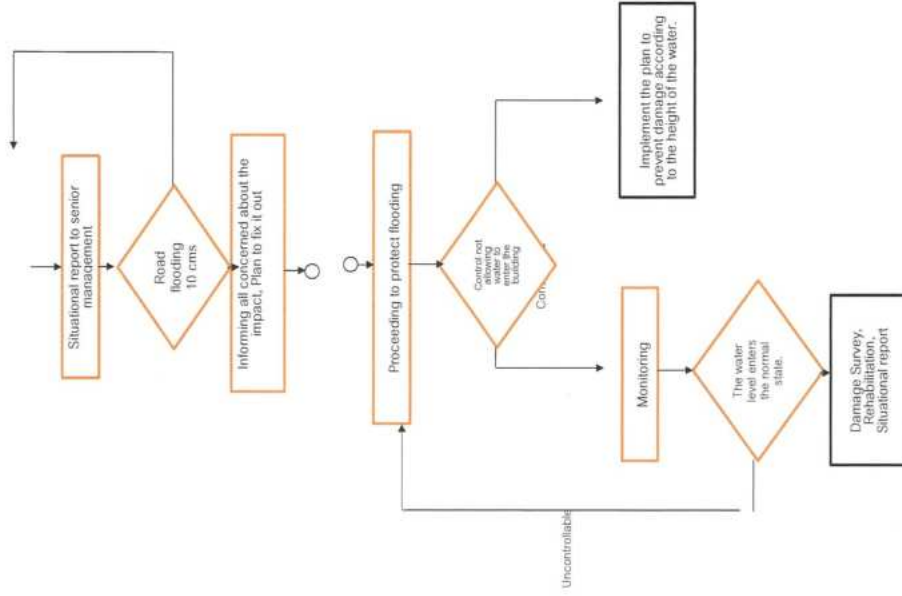 Situational report to senior
management
Road
flooding
10 cms
Informing all concerned about the
impact, Plan to fix it out
Proceeding to protect flooding
Control not
allowing
water to
enter the
building
Implement the plan to
prevent damage according
to the height of the water.
Monitoring
The water
level enters
the normal
state.
Uncontrollable
Damage Survey,
Rehabilitation,
Situational report